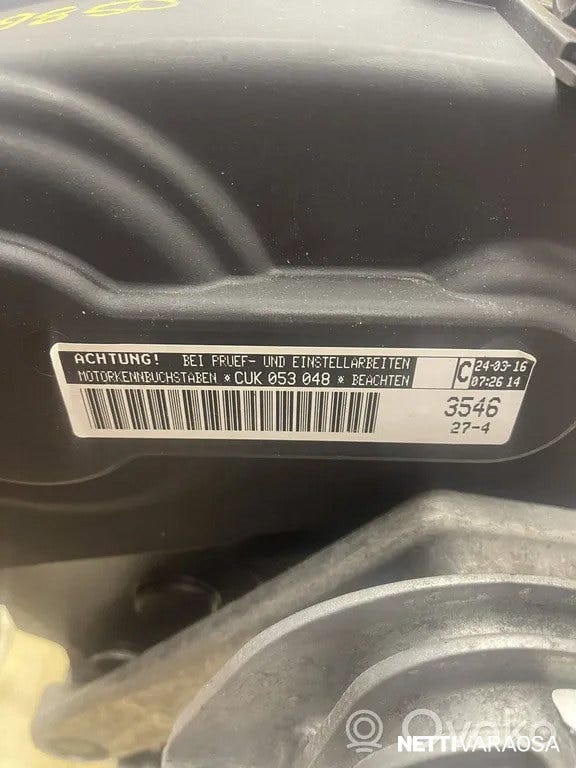 ACHTUNG! BEI PRUEF- UND EINSTELLARBEITEN
MOTORKENNBUCHSTABEN * CUK 053 048 * BEACHTEN
C 24-03-16
07:26 14
3546
27-4
Ovoko
NETTIVARAOSA